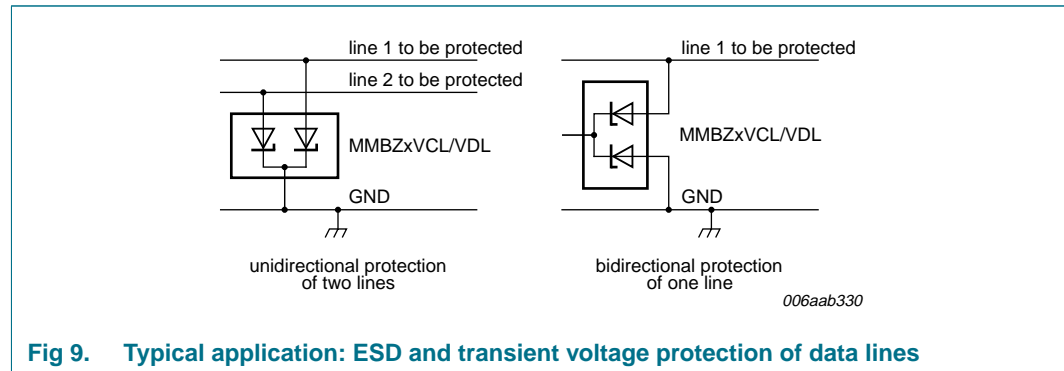 line 1 to be protected
line 2 to be protected
MMBZxVCL/VDL
GND
unidirectional protection
of two lines
line 1 to be protected
MMBZxVCL/VDL
GND
bidirectional protection
of one line
006aab330
Fig 9. Typical application: ESD and transient voltage protection of data lines